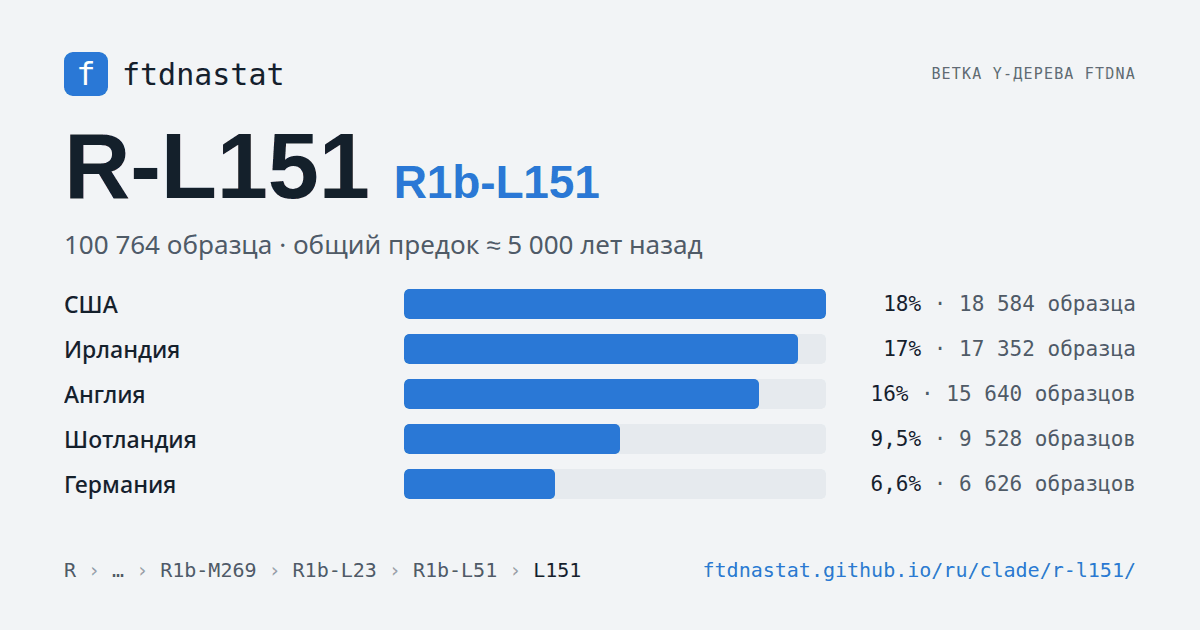 f ftdnastat
ВЕТКА Y-ДЕРЕВА FTDNA
R-L151 R1b-L151
100 764 образца · общий предок ≈ 5 000 лет назад
США 18% · 18 584 образца
Ирландия 17% · 17 352 образца
Англия 16% · 15 640 образцов
Шотландия 9,5% · 9 528 образцов
Германия 6,6% · 6 626 образцов
R › … › R1b-M269 › R1b-L23 › R1b-L51 › L151
ftdnastat.github.io/ru/clade/r-l151/